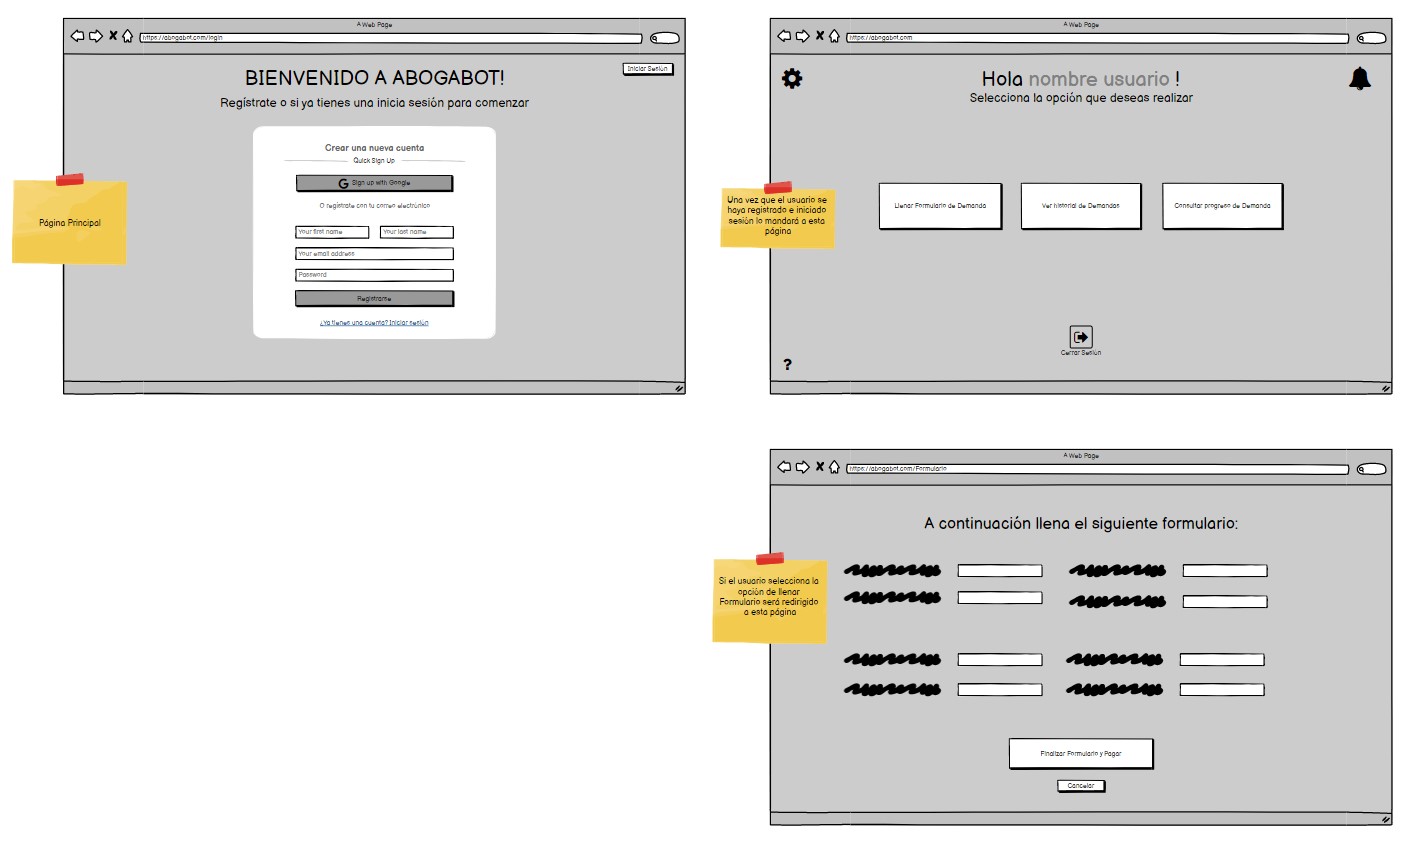 A Web Page
https://abogabot.com/login
Iniciar Sesión
BIENVENIDO A ABOGABOT!
Regístrate o si ya tienes una inicia sesión para comenzar
Crear una nueva cuenta
Quick Sign Up
Sign up with Google
O regístrate con tu correo electrónico
Your first name
Your last name
Your email address
Password
Registrarme
¿Ya tienes una cuenta? Iniciar sesión
Página Principal
A Web Page
https://abogabot.com
Hola nombre usuario !
Selecciona la opción que deseas realizar
Una vez que el usuario se
haya registrado e iniciado
sesión lo mandará a esta
página
Llenar Formulario de Demanda
Ver historial de Demandas
Consultar progreso de Demanda
Cerrar Sesión
?
A Web Page
https://abogabot.com/Formulario
A continuación llena el siguiente formulario:
Si el usuario selecciona la
opción de llenar
Formulario será redirigido
a esta página
Finalizar Formulario y Pagar
Cancelar